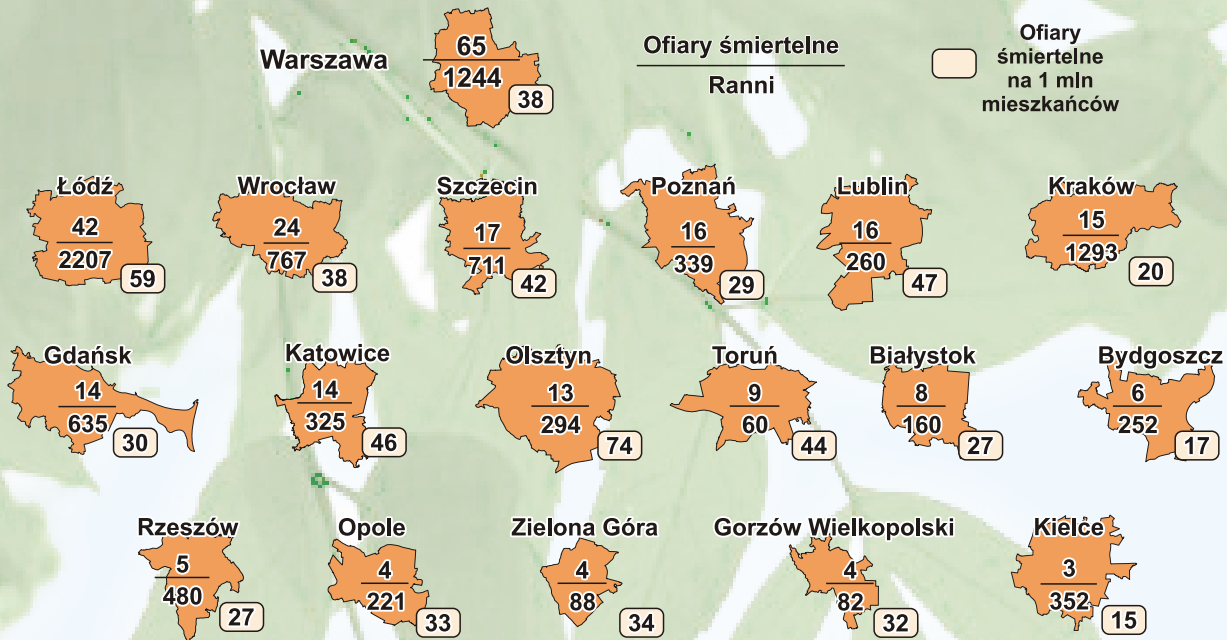 Warszawa
65
1244
38
Ofiary śmiertelne
Ranni
Ofiary
śmiertelne
na 1 mln
mieszkańców
Łódź
42
2207
59
Wrocław
24
767
38
Szczecin
17
711
42
Poznań
16
339
29
Lublin
16
260
47
Kraków
15
1293
20
Gdańsk
14
635
30
Katowice
14
325
46
Olsztyn
13
294
74
Toruń
9
60
44
Białystok
8
160
27
Bydgoszcz
6
252
17
Rzeszów
5
480
27
Opole
4
221
33
Zielona Góra
4
88
34
Gorzów Wielkopolski
4
82
32
Kielce
3
352
15